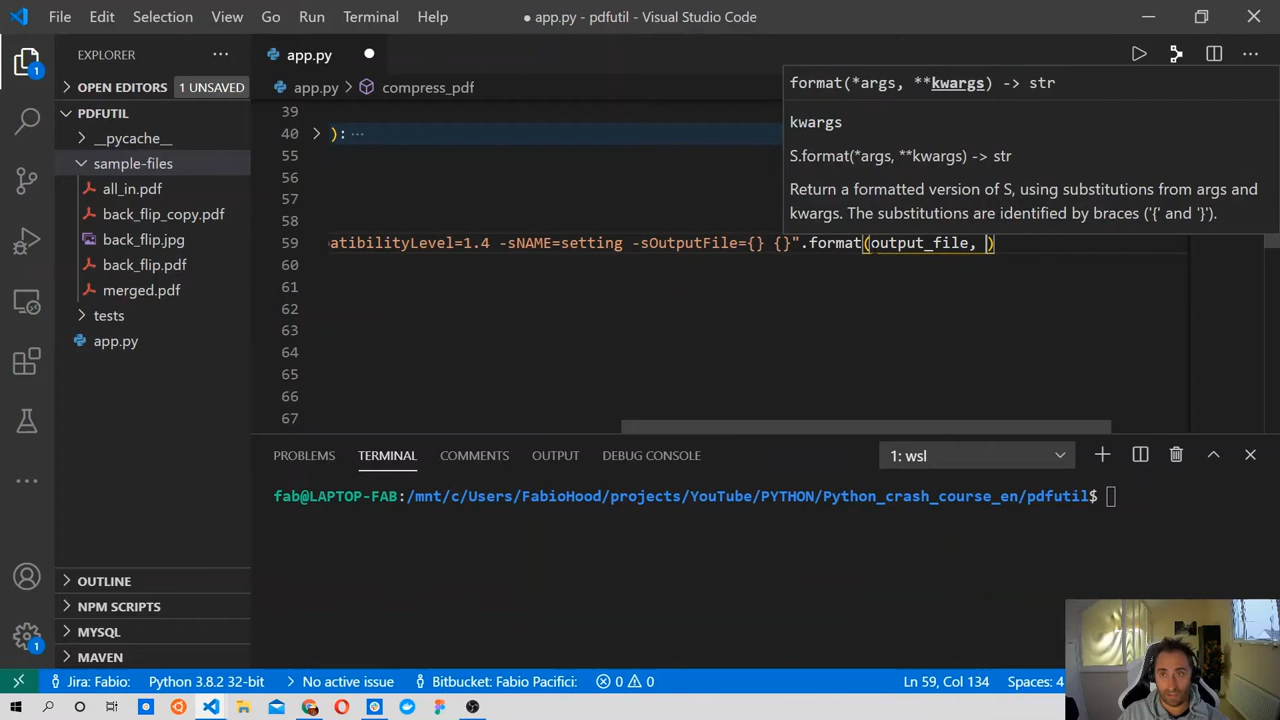 File Edit Selection View Go Run Terminal Help
● app.py - pdfutil - Visual Studio Code
EXPLORER ···
app.py ●
OPEN EDITORS 1 UNSAVED
app.py > compress_pdf
format(*args, **kwargs) -> str
kwargs
S.format(*args, **kwargs) -> str
Return a formatted version of S, using substitutions from args and
kwargs. The substitutions are identified by braces ('{' and '}').
PDFUTIL
__pycache__
sample-files
all_in.pdf
back_flip_copy.pdf
back_flip.jpg
back_flip.pdf
merged.pdf
tests
app.py
39
40 ): ···
55
56
57
58
59 atibilityLevel=1.4 -sNAME=setting -sOutputFile={} {}".format(output_file, )
60
61
62
63
64
65
66
67
PROBLEMS TERMINAL COMMENTS OUTPUT DEBUG CONSOLE 1: wsl
fab@LAPTOP-FAB:/mnt/c/Users/FabioHood/projects/YouTube/PYTHON/Python_crash_course_en/pdfutil$
OUTLINE
NPM SCRIPTS
MYSQL
MAVEN
1
1
Jira: Fabio: Python 3.8.2 32-bit No active issue Bitbucket: Fabio Pacifici: 0 0 Ln 59, Col 134 Spaces: 4